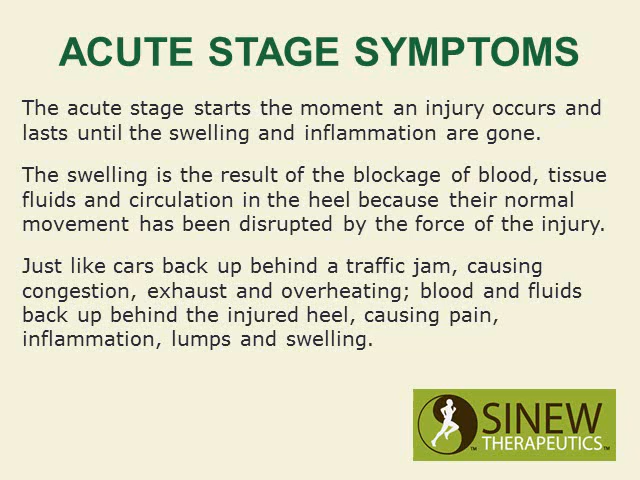 ACUTE STAGE SYMPTOMS
The acute stage starts the moment an injury occurs and
lasts until the swelling and inflammation are gone.
The swelling is the result of the blockage of blood, tissue
fluids and circulation in the heel because their normal
movement has been disrupted by the force of the injury.
Just like cars back up behind a traffic jam, causing
congestion, exhaust and overheating; blood and fluids
back up behind the injured heel, causing pain,
inflammation, lumps and swelling.
SINEW
™ THERAPEUTICS™